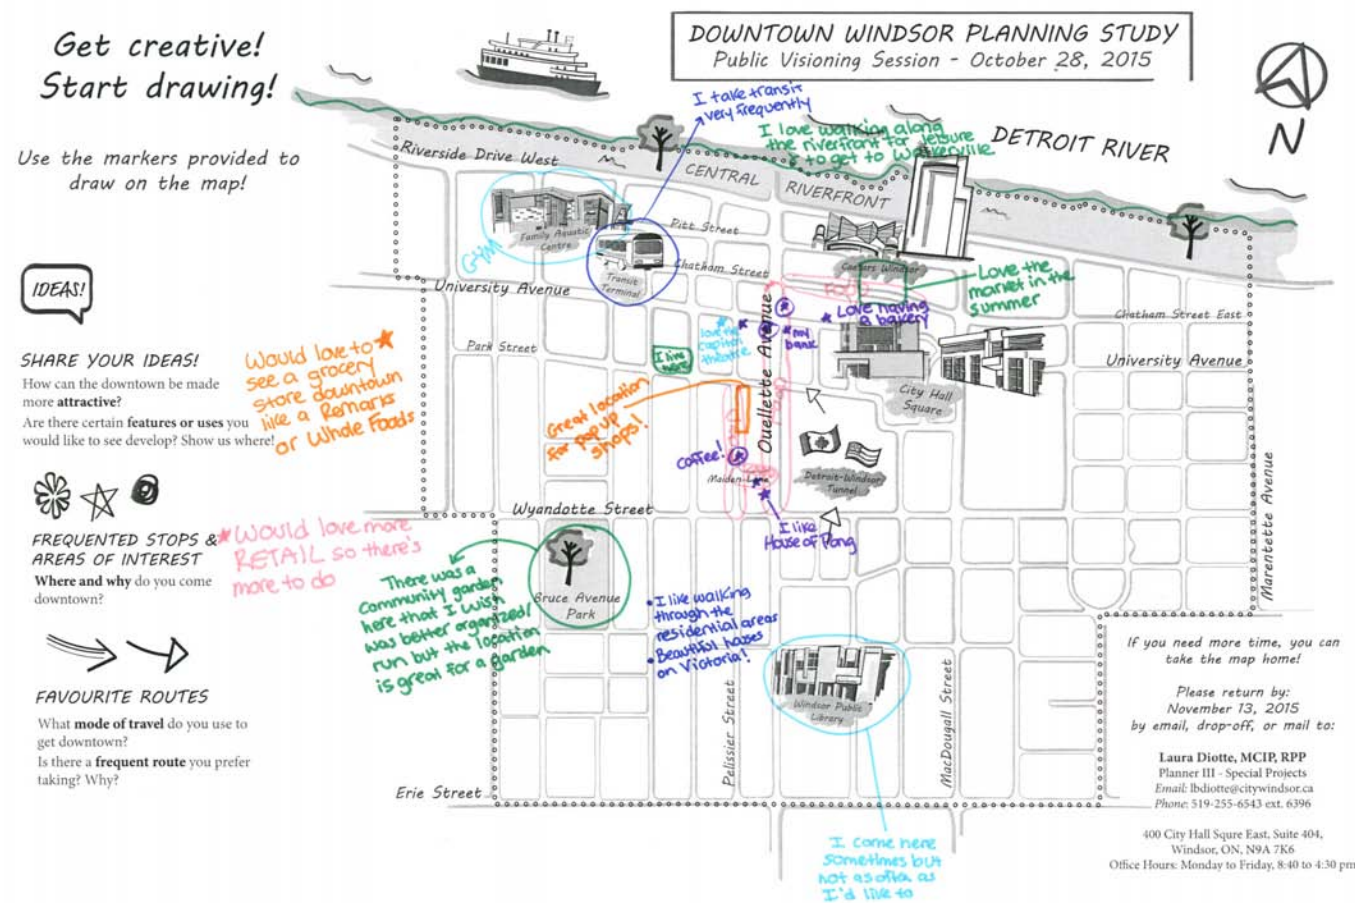 Get creative!
Start drawing!
Use the markers provided to
draw on the map!
DOWNTOWN WINDSOR PLANNING STUDY
Public Visioning Session - October 28, 2015
N
DETROIT RIVER
I take transit
very frequently
I love walking along
the riverfront for leisure
& to get to Walkerville
Riverside Drive West
CENTRAL RIVERFRONT
Pitt Street
Family Aquatic
Centre
Gym
Transit
Terminal
Chatham Street
University Avenue
Caesars Windsor
Love the
market in the
summer
Food
Love having
a bakery
Chatham Street East
Park Street
I live
here
love the
capitol
theatre
my
bank
Ouellette Avenue
University Avenue
City Hall
Square
IDEAS!
SHARE YOUR IDEAS!
How can the downtown be made
more attractive?
Are there certain features or uses you
would like to see develop? Show us where!
Would love to
see a grocery
store downtown
like a Remarks
or Whole Foods
Great location
for popup
shops!
coffee!
Maiden Lane
Detroit-Windsor
Tunnel
Wyandotte Street
I like
House of Pong
Marentette Avenue
FREQUENTED STOPS &
AREAS OF INTEREST
Where and why do you come
downtown?
Would love more
RETAIL so there's
more to do
There was a
community garden
here that I wish
was better organized/
run but the location
is great for a garden
Bruce Avenue
Park
• I like walking
through the
residential areas
• Beautiful houses
on Victoria!
Windsor Public
Library
Pelissier Street
MacDougall Street
Erie Street
I come here
sometimes but
not as often as
I'd like to
FAVOURITE ROUTES
What mode of travel do you use to
get downtown?
Is there a frequent route you prefer
taking? Why?
If you need more time, you can
take the map home!
Please return by:
November 13, 2015
by email, drop-off, or mail to:
Laura Diotte, MCIP, RPP
Planner III - Special Projects
Email: lbdiotte@citywindsor.ca
Phone: 519-255-6543 ext. 6396
400 City Hall Squre East, Suite 404,
Windsor, ON, N9A 7K6
Office Hours: Monday to Friday, 8:40 to 4:30 pm